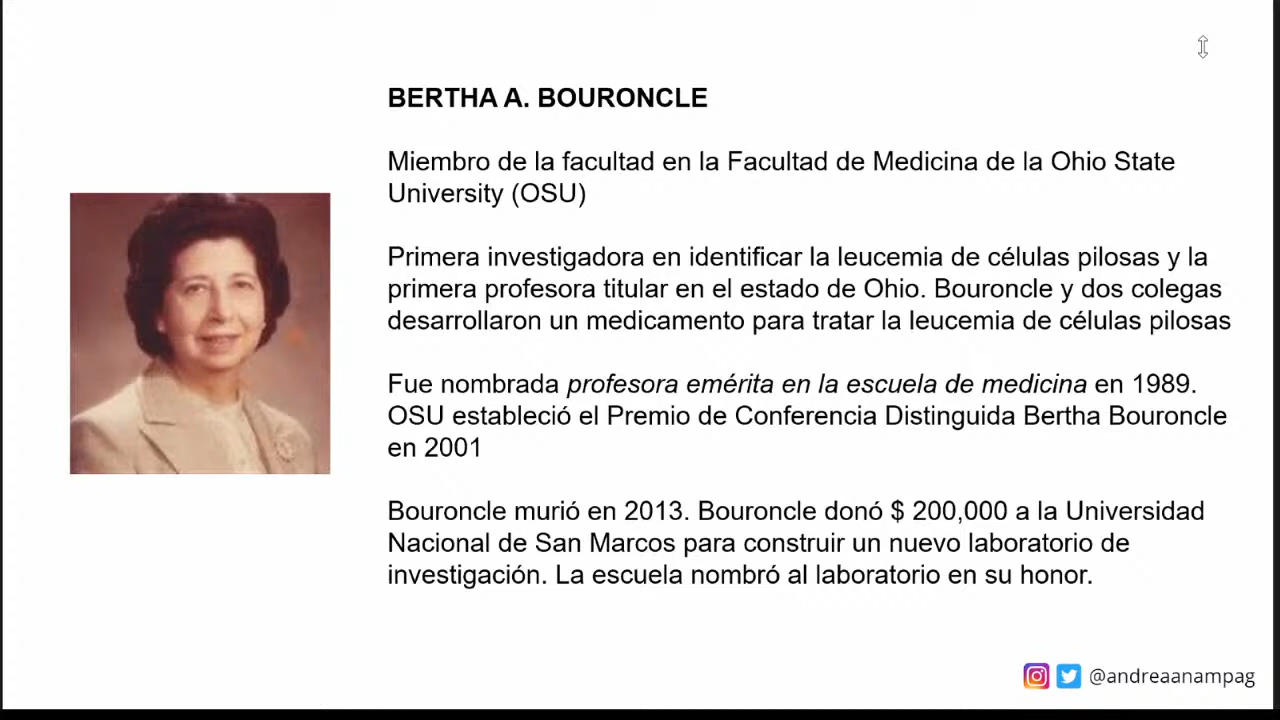 BERTHA A. BOURONCLE
Miembro de la facultad en la Facultad de Medicina de la Ohio State
University (OSU)
Primera investigadora en identificar la leucemia de células pilosas y la
primera profesora titular en el estado de Ohio. Bouroncle y dos colegas
desarrollaron un medicamento para tratar la leucemia de células pilosas
Fue nombrada profesora emérita en la escuela de medicina en 1989.
OSU estableció el Premio de Conferencia Distinguida Bertha Bouroncle
en 2001
Bouroncle murió en 2013. Bouroncle donó $ 200,000 a la Universidad
Nacional de San Marcos para construir un nuevo laboratorio de
investigación. La escuela nombró al laboratorio en su honor.
@andreaanampag